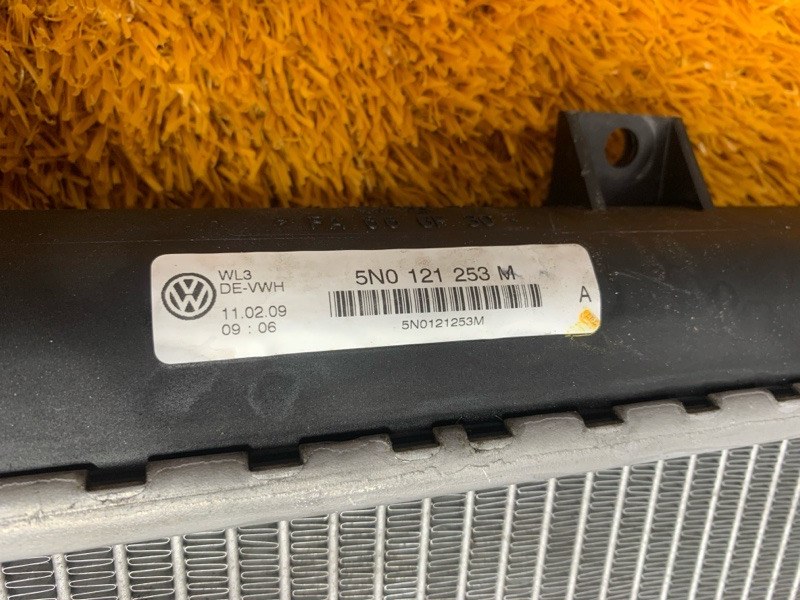 WL3
DE-VWH
11.02.09
09 : 06
5N0 121 253 M
5N0121253M
A